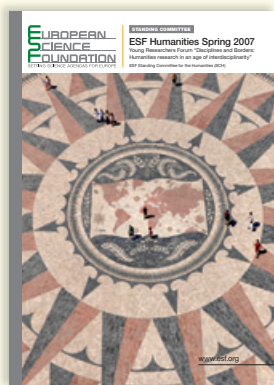 EUROPEAN
SCIENCE
FOUNDATION
SETTING SCIENCE AGENDAS FOR EUROPE
STANDING COMMITTEE
ESF Humanities Spring 2007
Young Researchers Forum "Disciplines and Borders:
Humanities research in an age of interdisciplinarity"
ESF Standing Committee for the Humanities (SCH)
www.esf.org